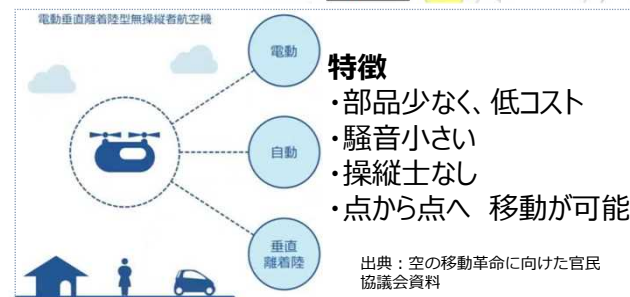 電動垂直離着陸型無操縦者航空機
電動
自動
垂直
離着陸
特徴
・部品少なく、低コスト
・騒音小さい
・操縦士なし
・点から点へ 移動が可能
出典：空の移動革命に向けた官民
協議会資料